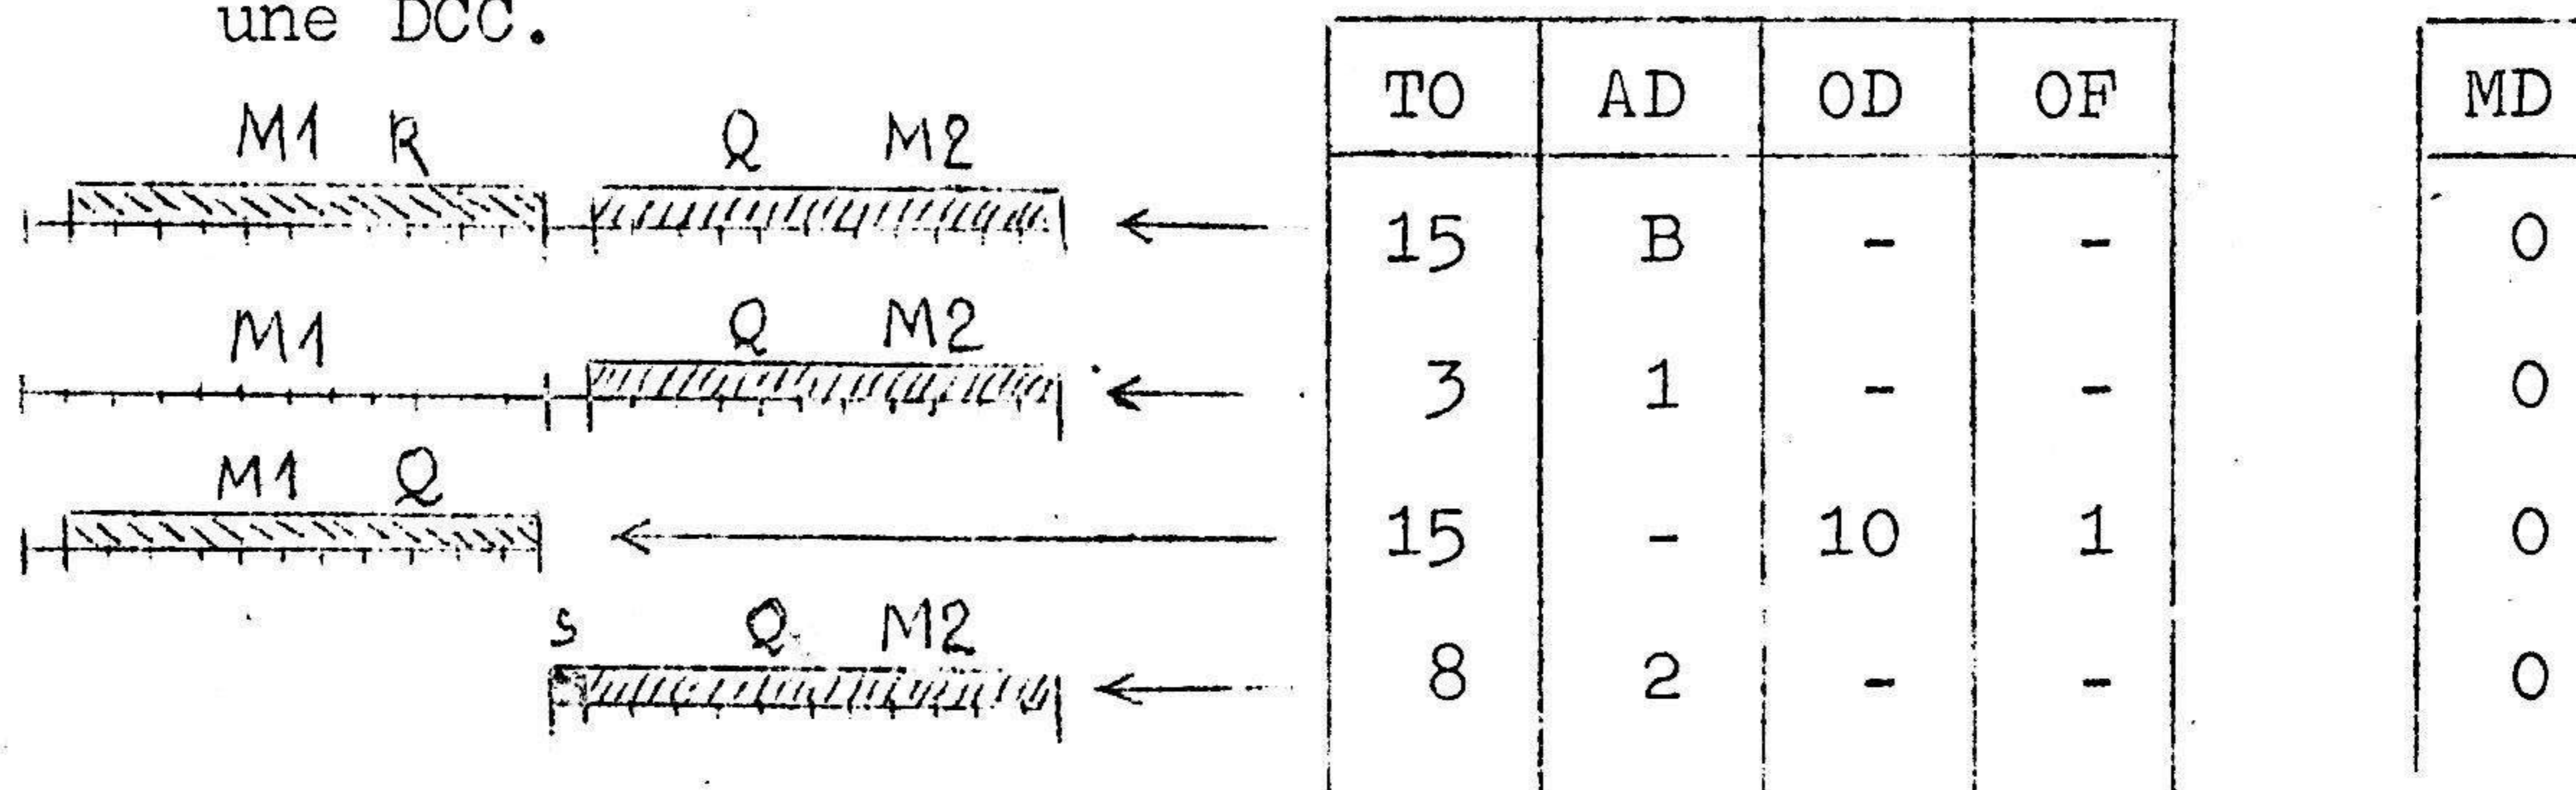 une DCC.
TO AD OD OF MD
M1 R Q M2
15 B - - 0
M1 Q M2
3 1 - - 0
M1 Q
15 - 10 1 0
s Q M2
8 2 - - 0